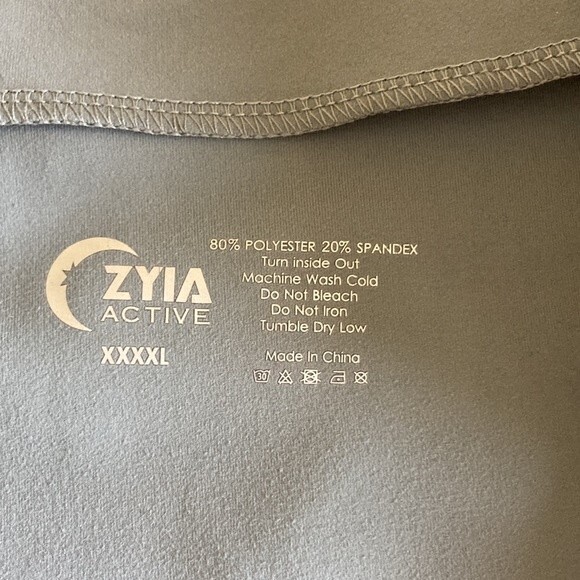 ZYIA
ACTIVE
XXXXL
80% POLYESTER 20% SPANDEX
Turn inside Out
Machine Wash Cold
Do Not Bleach
Do Not Iron
Tumble Dry Low
Made In China
30